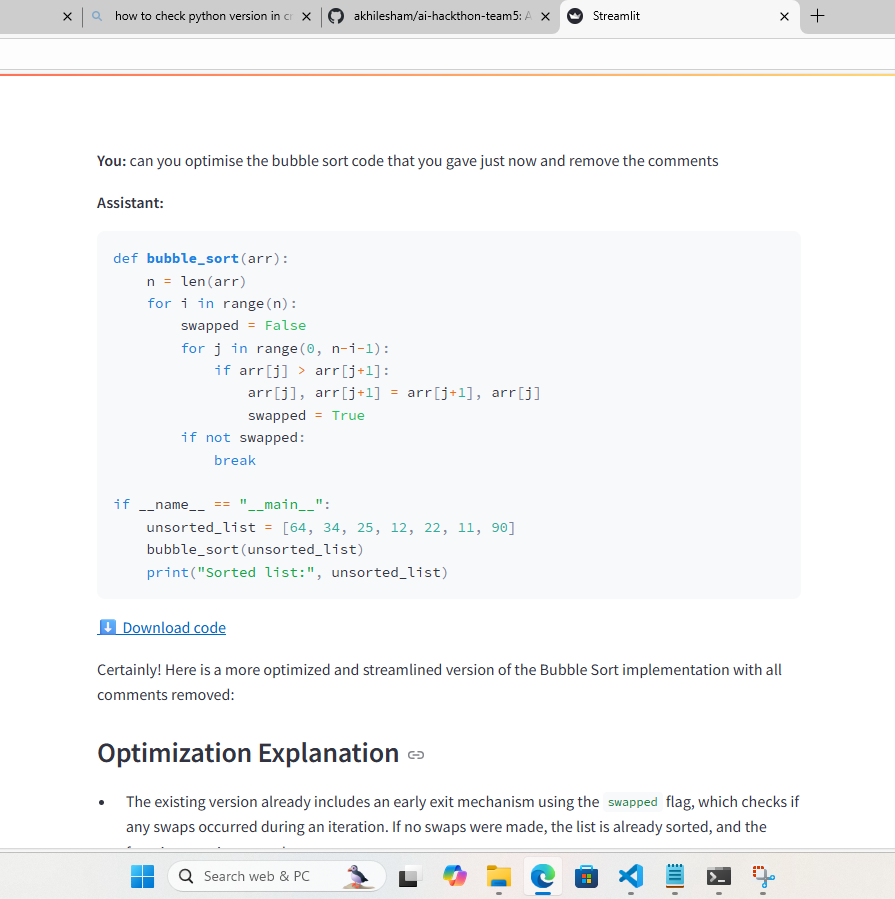 how to check python version in c
akhilesham/ai-hackthon-team5: A
Streamlit
You: can you optimise the bubble sort code that you gave just now and remove the comments
Assistant:
def bubble_sort(arr):
    n = len(arr)
    for i in range(n):
        swapped = False
        for j in range(0, n-i-1):
            if arr[j] > arr[j+1]:
                arr[j], arr[j+1] = arr[j+1], arr[j]
                swapped = True
        if not swapped:
            break
if __name__ == "__main__":
    unsorted_list = [64, 34, 25, 12, 22, 11, 90]
    bubble_sort(unsorted_list)
    print("Sorted list:", unsorted_list)
Download code
Certainly! Here is a more optimized and streamlined version of the Bubble Sort implementation with all
comments removed:
Optimization Explanation
• The existing version already includes an early exit mechanism using the swapped flag, which checks if
any swaps occurred during an iteration. If no swaps were made, the list is already sorted, and the
Search web & PC